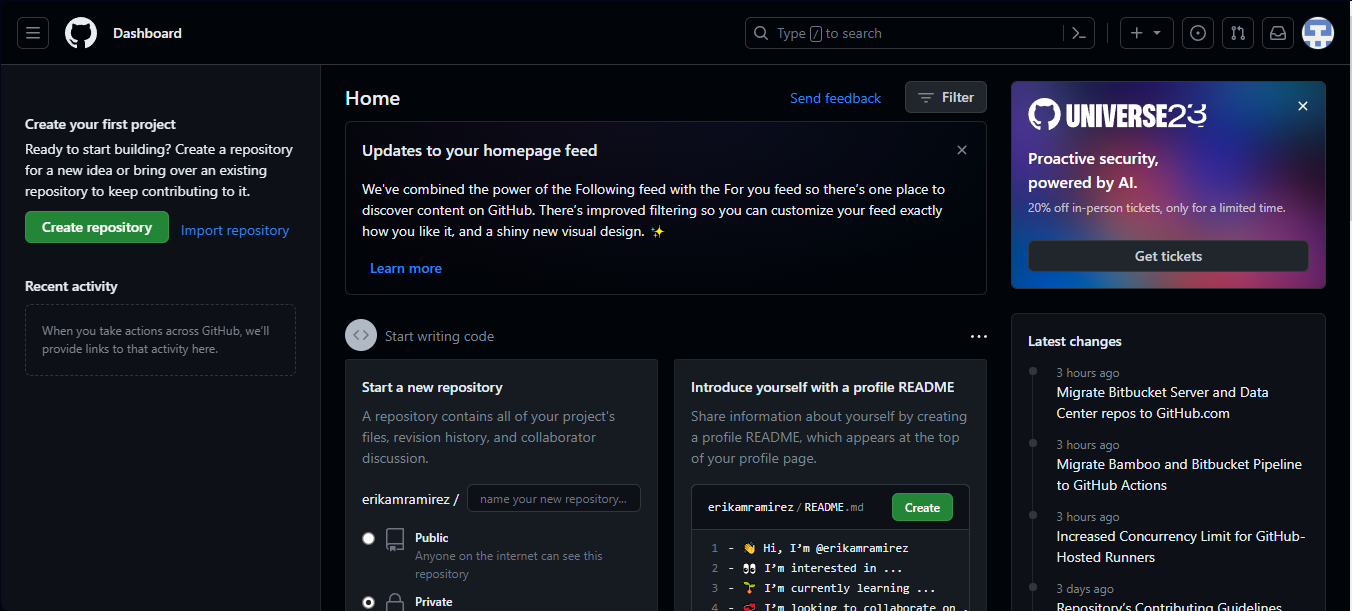 Dashboard
Type / to search
Create your first project
Ready to start building? Create a repository
for a new idea or bring over an existing
repository to keep contributing to it.
Create repository
Import repository
Recent activity
When you take actions across GitHub, we'll
provide links to that activity here.
Home
Send feedback
Filter
Updates to your homepage feed
We've combined the power of the Following feed with the For you feed so there's one place to
discover content on GitHub. There's improved filtering so you can customize your feed exactly
how you like it, and a shiny new visual design. ✨
Learn more
Start writing code
Start a new repository
A repository contains all of your project's
files, revision history, and collaborator
discussion.
erikamramirez /
name your new repository...
Public
Anyone on the internet can see this
repository
Private
Introduce yourself with a profile README
Share information about yourself by creating
a profile README, which appears at the top
of your profile page.
erikamramirez/README.md
Create
1 - 👋 Hi, I'm @erikamramirez
2 - 👀 I'm interested in ...
3 - 🌱 I'm currently learning ...
4 - 💞️ I'm looking to collaborate on .
UNIVERSE23
Proactive security,
powered by AI.
20% off in-person tickets, only for a limited time.
Get tickets
Latest changes
3 hours ago
Migrate Bitbucket Server and Data
Center repos to GitHub.com
3 hours ago
Migrate Bamboo and Bitbucket Pipeline
to GitHub Actions
3 hours ago
Increased Concurrency Limit for GitHub-
Hosted Runners
3 days ago
Repository's Contributing Guidelines